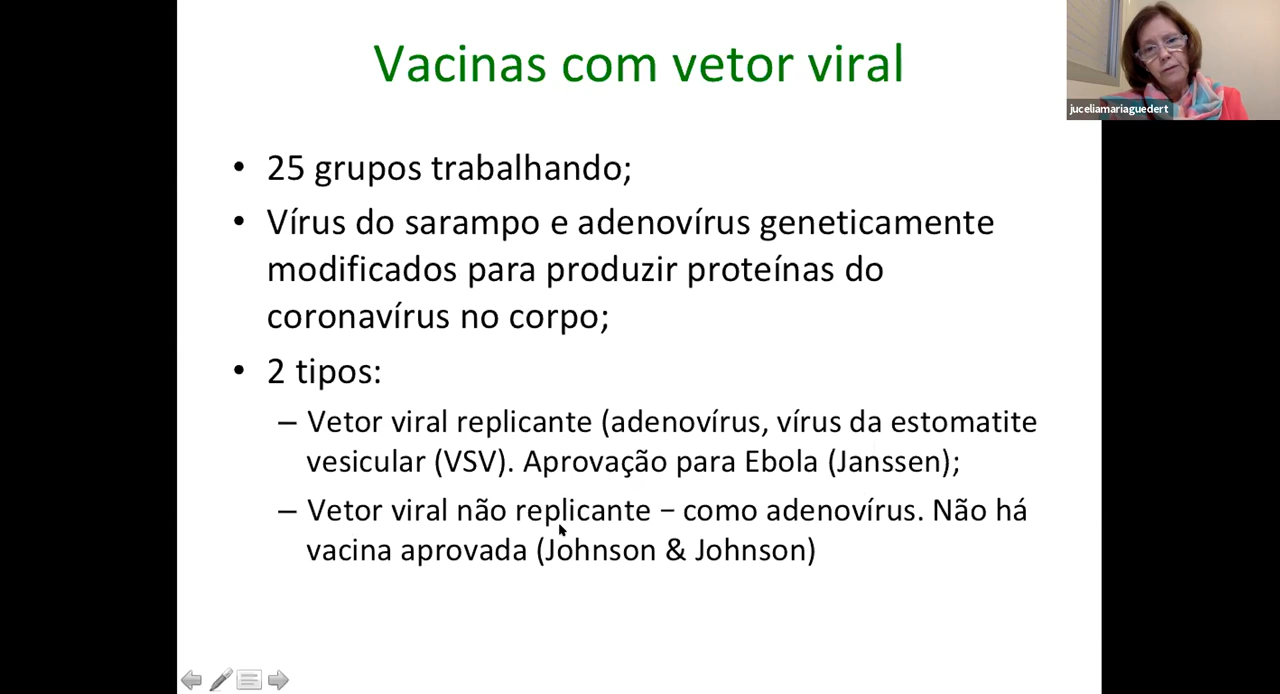 Vacinas com vetor viral
juceliamariaguedert
• 25 grupos trabalhando;
• Vírus do sarampo e adenovírus geneticamente
modificados para produzir proteínas do
coronavírus no corpo;
• 2 tipos:
– Vetor viral replicante (adenovírus, vírus da estomatite
vesicular (VSV). Aprovação para Ebola (Janssen);
– Vetor viral não replicante – como adenovírus. Não há
vacina aprovada (Johnson & Johnson)